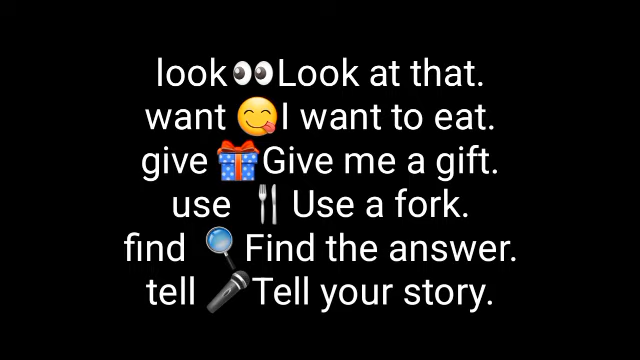 look👀Look at that.
want 😋I want to eat.
give 🎁Give me a gift.
use 🍴Use a fork.
find 🔍Find the answer.
tell 🎤Tell your story.